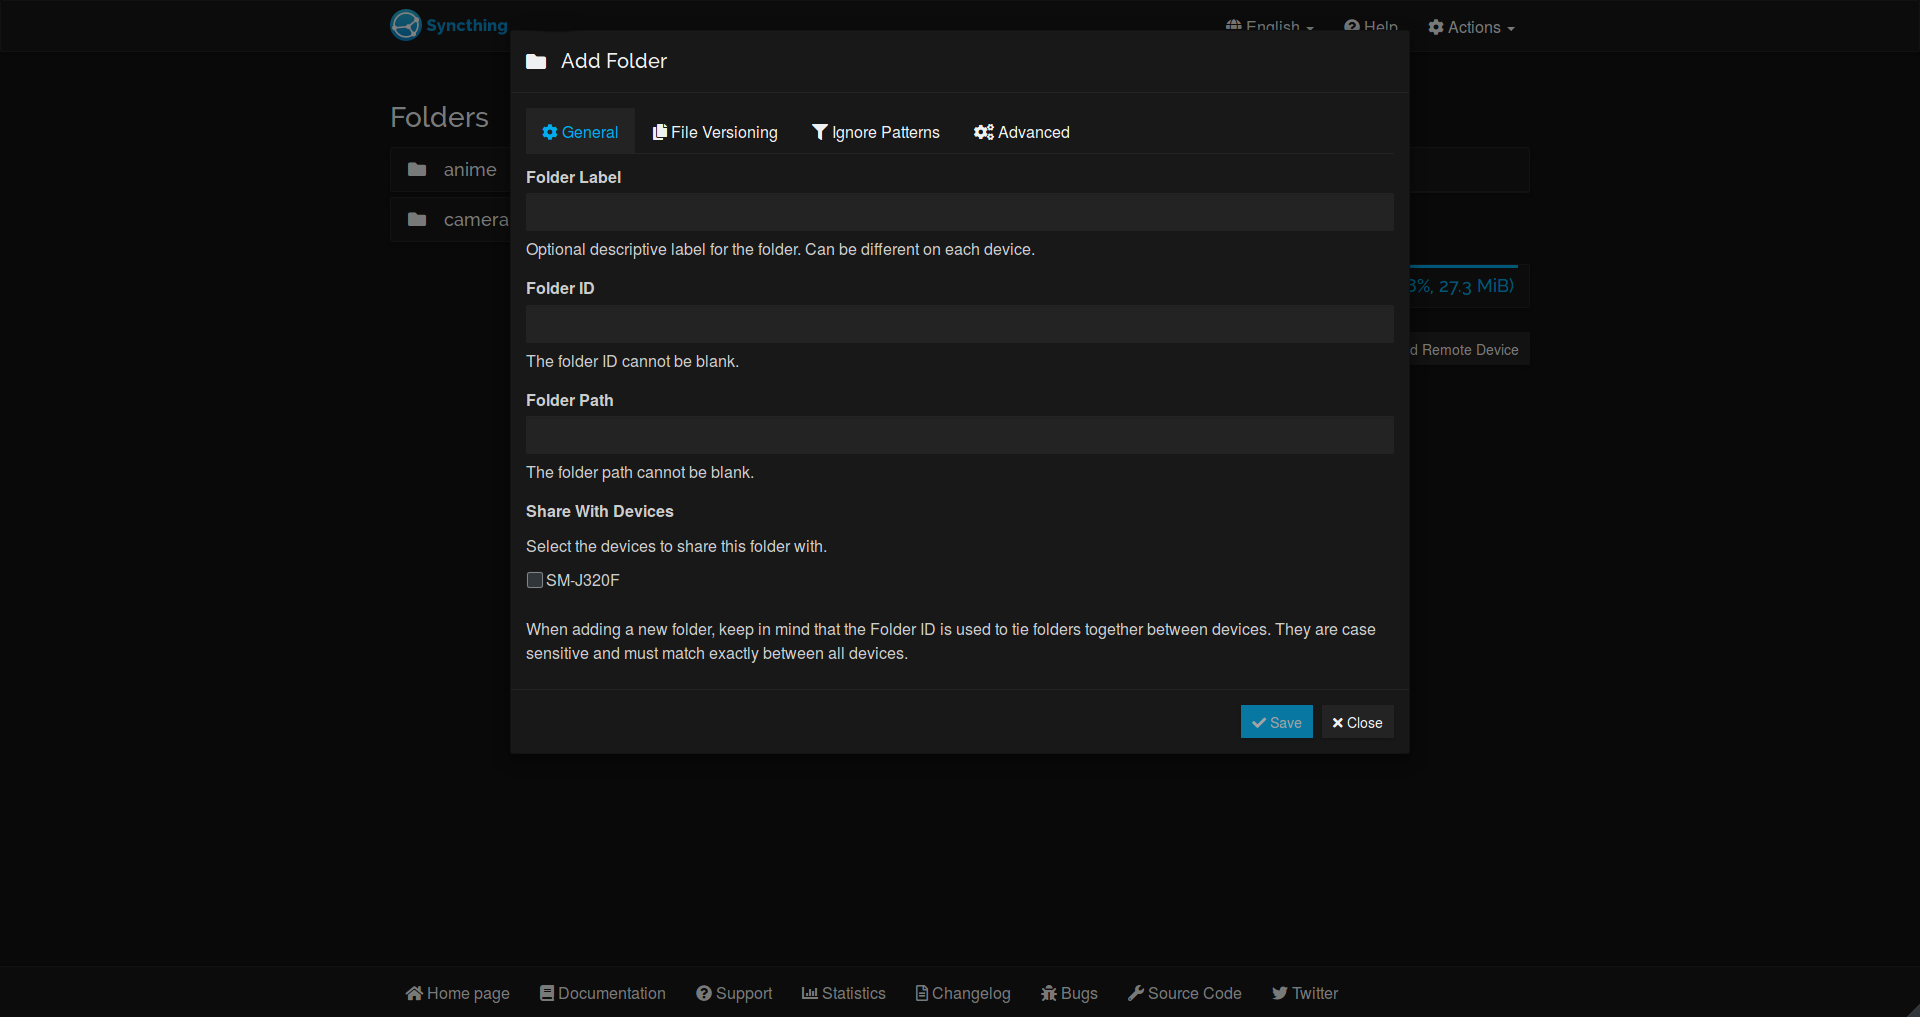 Syncthing
English
Help
Actions
Add Folder
Folders
General
File Versioning
Ignore Patterns
Advanced
anime
camera
Folder Label
Optional descriptive label for the folder. Can be different on each device.
Folder ID
The folder ID cannot be blank.
Folder Path
The folder path cannot be blank.
Share With Devices
Select the devices to share this folder with.
SM-J320F
When adding a new folder, keep in mind that the Folder ID is used to tie folders together between devices. They are case
sensitive and must match exactly between all devices.
Save
Close
%, 27.3 MiB)
Remote Device
Home page
Documentation
Support
Statistics
Changelog
Bugs
Source Code
Twitter